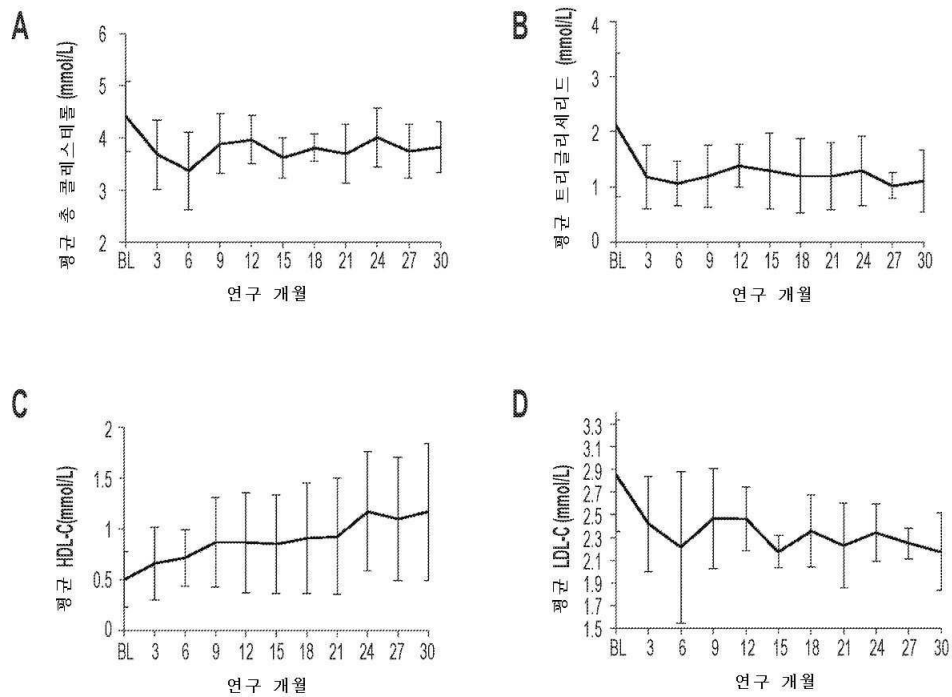 A
평균 총 콜레스테롤 (mmol/L)
6
5
4
3
2
BL 3 6 9 12 15 18 21 24 27 30
연구 개월
B
평균 트리글리세리드 (mmol/L)
4
3
2
1
0
BL 3 6 9 12 15 18 21 24 27 30
연구 개월
C
평균 HDL-C(mmol/L)
2
1.5
1
0.5
0
BL 3 6 9 12 15 18 21 24 27 30
연구 개월
D
평균 LDL-C (mmol/L)
3.3
3.1
2.9
2.7
2.5
2.3
2.1
1.9
1.7
1.5
BL 3 6 9 12 15 18 21 24 27 30
연구 개월